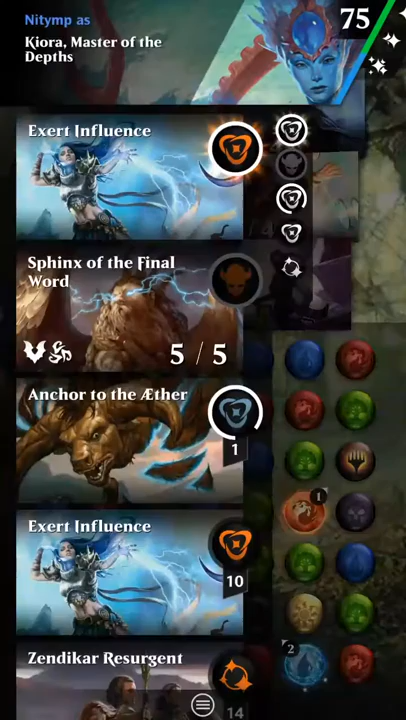 Nitymp as
75
Kiora, Master of the
Depths
Exert Influence
Sphinx of the Final
Word
5 / 5
Anchor to the Æther
1
Exert Influence
10
1
Zendikar Resurgent
2
14